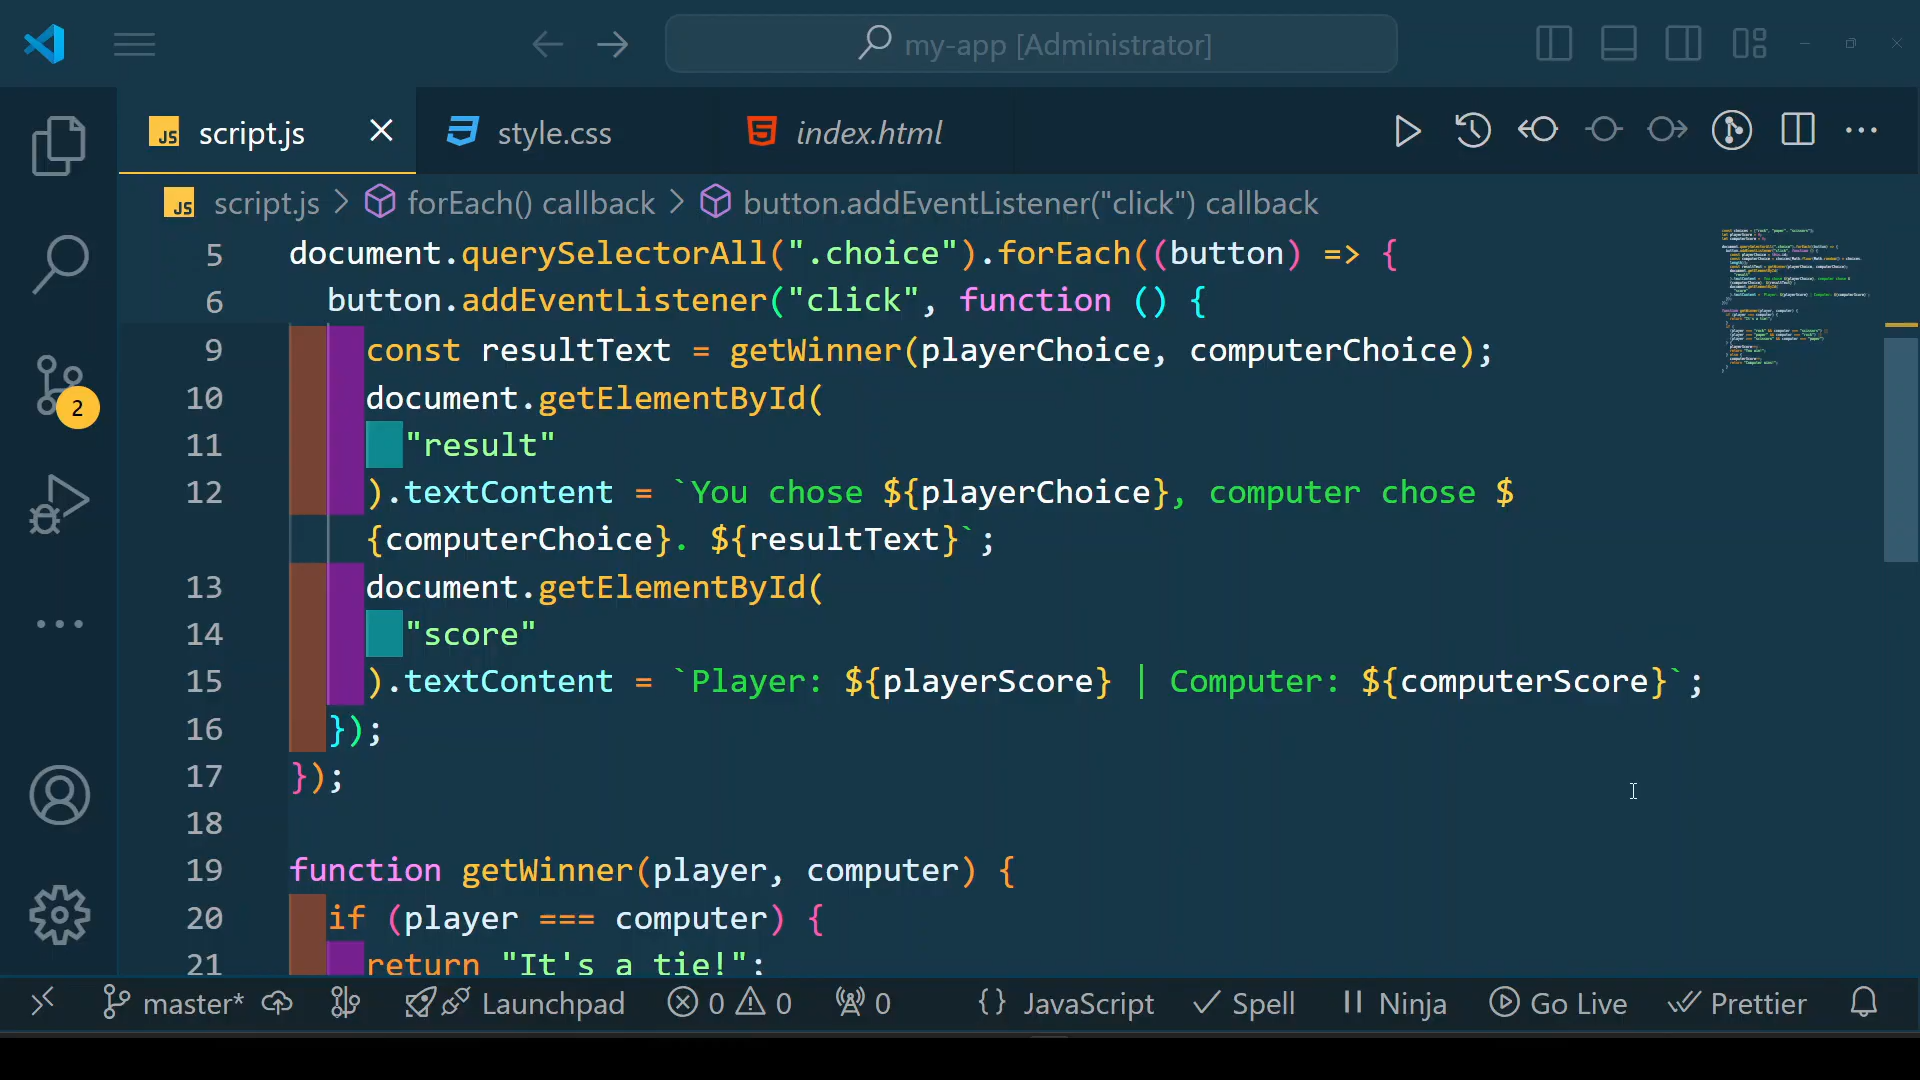 my-app [Administrator]
JS script.js style.css index.html
JS script.js > forEach() callback > button.addEventListener("click") callback
5 document.querySelectorAll(".choice").forEach((button) => {
6 button.addEventListener("click", function () {
9 const resultText = getWinner(playerChoice, computerChoice);
10 document.getElementById(
11 "result"
12 ).textContent = `You chose ${playerChoice}, computer chose $
{computerChoice}. ${resultText}`;
13 document.getElementById(
14 "score"
15 ).textContent = `Player: ${playerScore} | Computer: ${computerScore}`;
16 });
17 });
18
19 function getWinner(player, computer) {
20 if (player === computer) {
21 return "It's a tie!";
2
master* Launchpad 0 0 0 {} JavaScript Spell Ninja Go Live Prettier